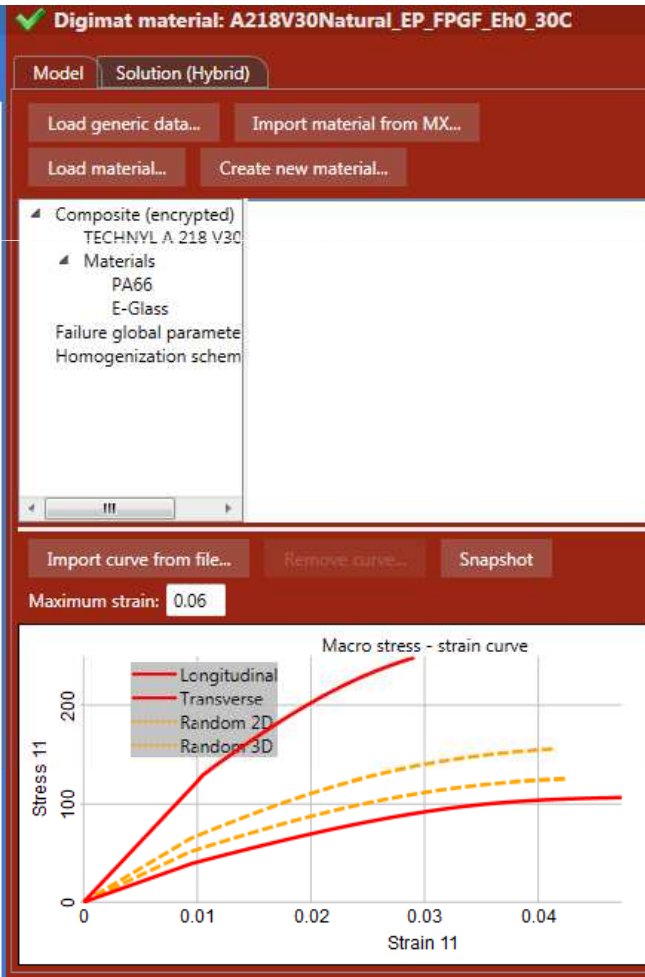 Digimat material: A218V30Natural_EP_FPGF_Eh0_30C
Model Solution (Hybrid)
Load generic data... Import material from MX...
Load material... Create new material...
Composite (encrypted)
TECHNYL A 218 V30
Materials
PA66
E-Glass
Failure global paramete
Homogenization schem
Import curve from file... Remove curve... Snapshot
Maximum strain: 0.06
Macro stress - strain curve
Longitudinal
Transverse
Random 2D
Random 3D
Stress 11
200
100
0
0 0.01 0.02 0.03 0.04
Strain 11